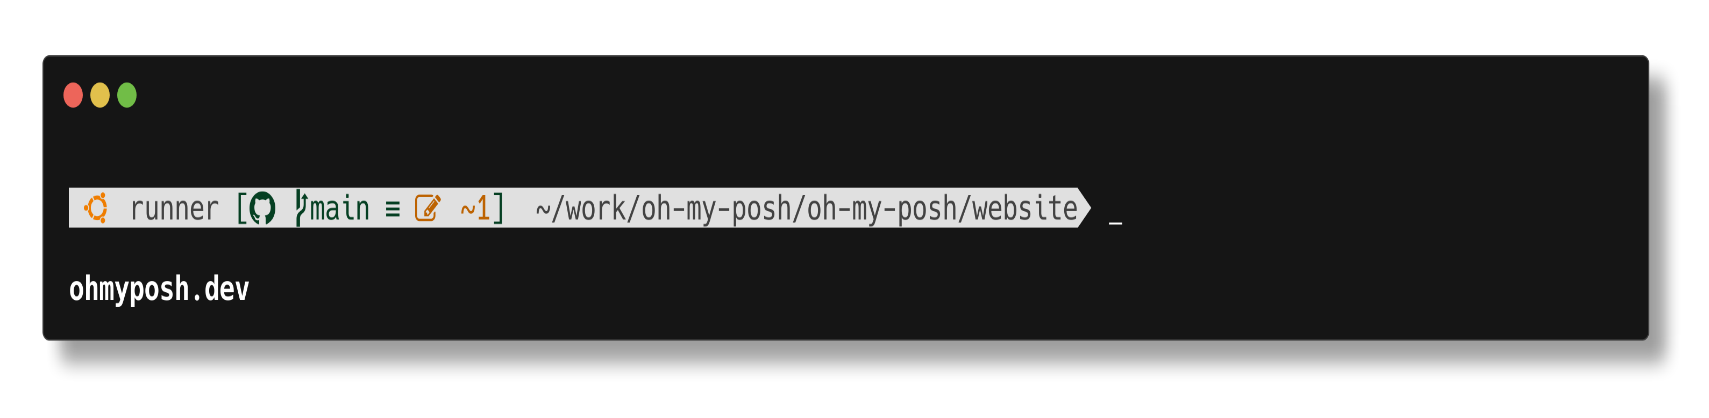 runner [main ≡ ~1] ~/work/oh-my-posh/oh-my-posh/website _
ohmyposh.dev